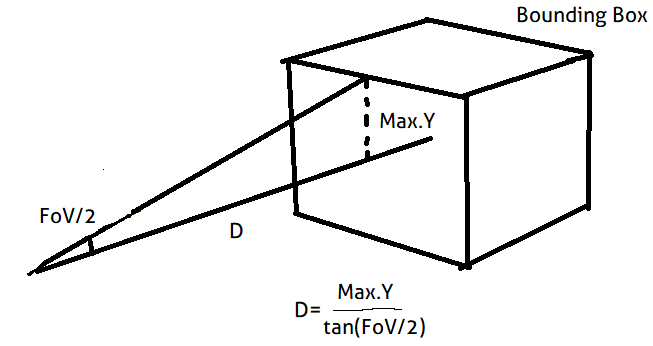 Bounding Box
Max.Y
FoV/2
D
D= Max.Y
tan(FoV/2)